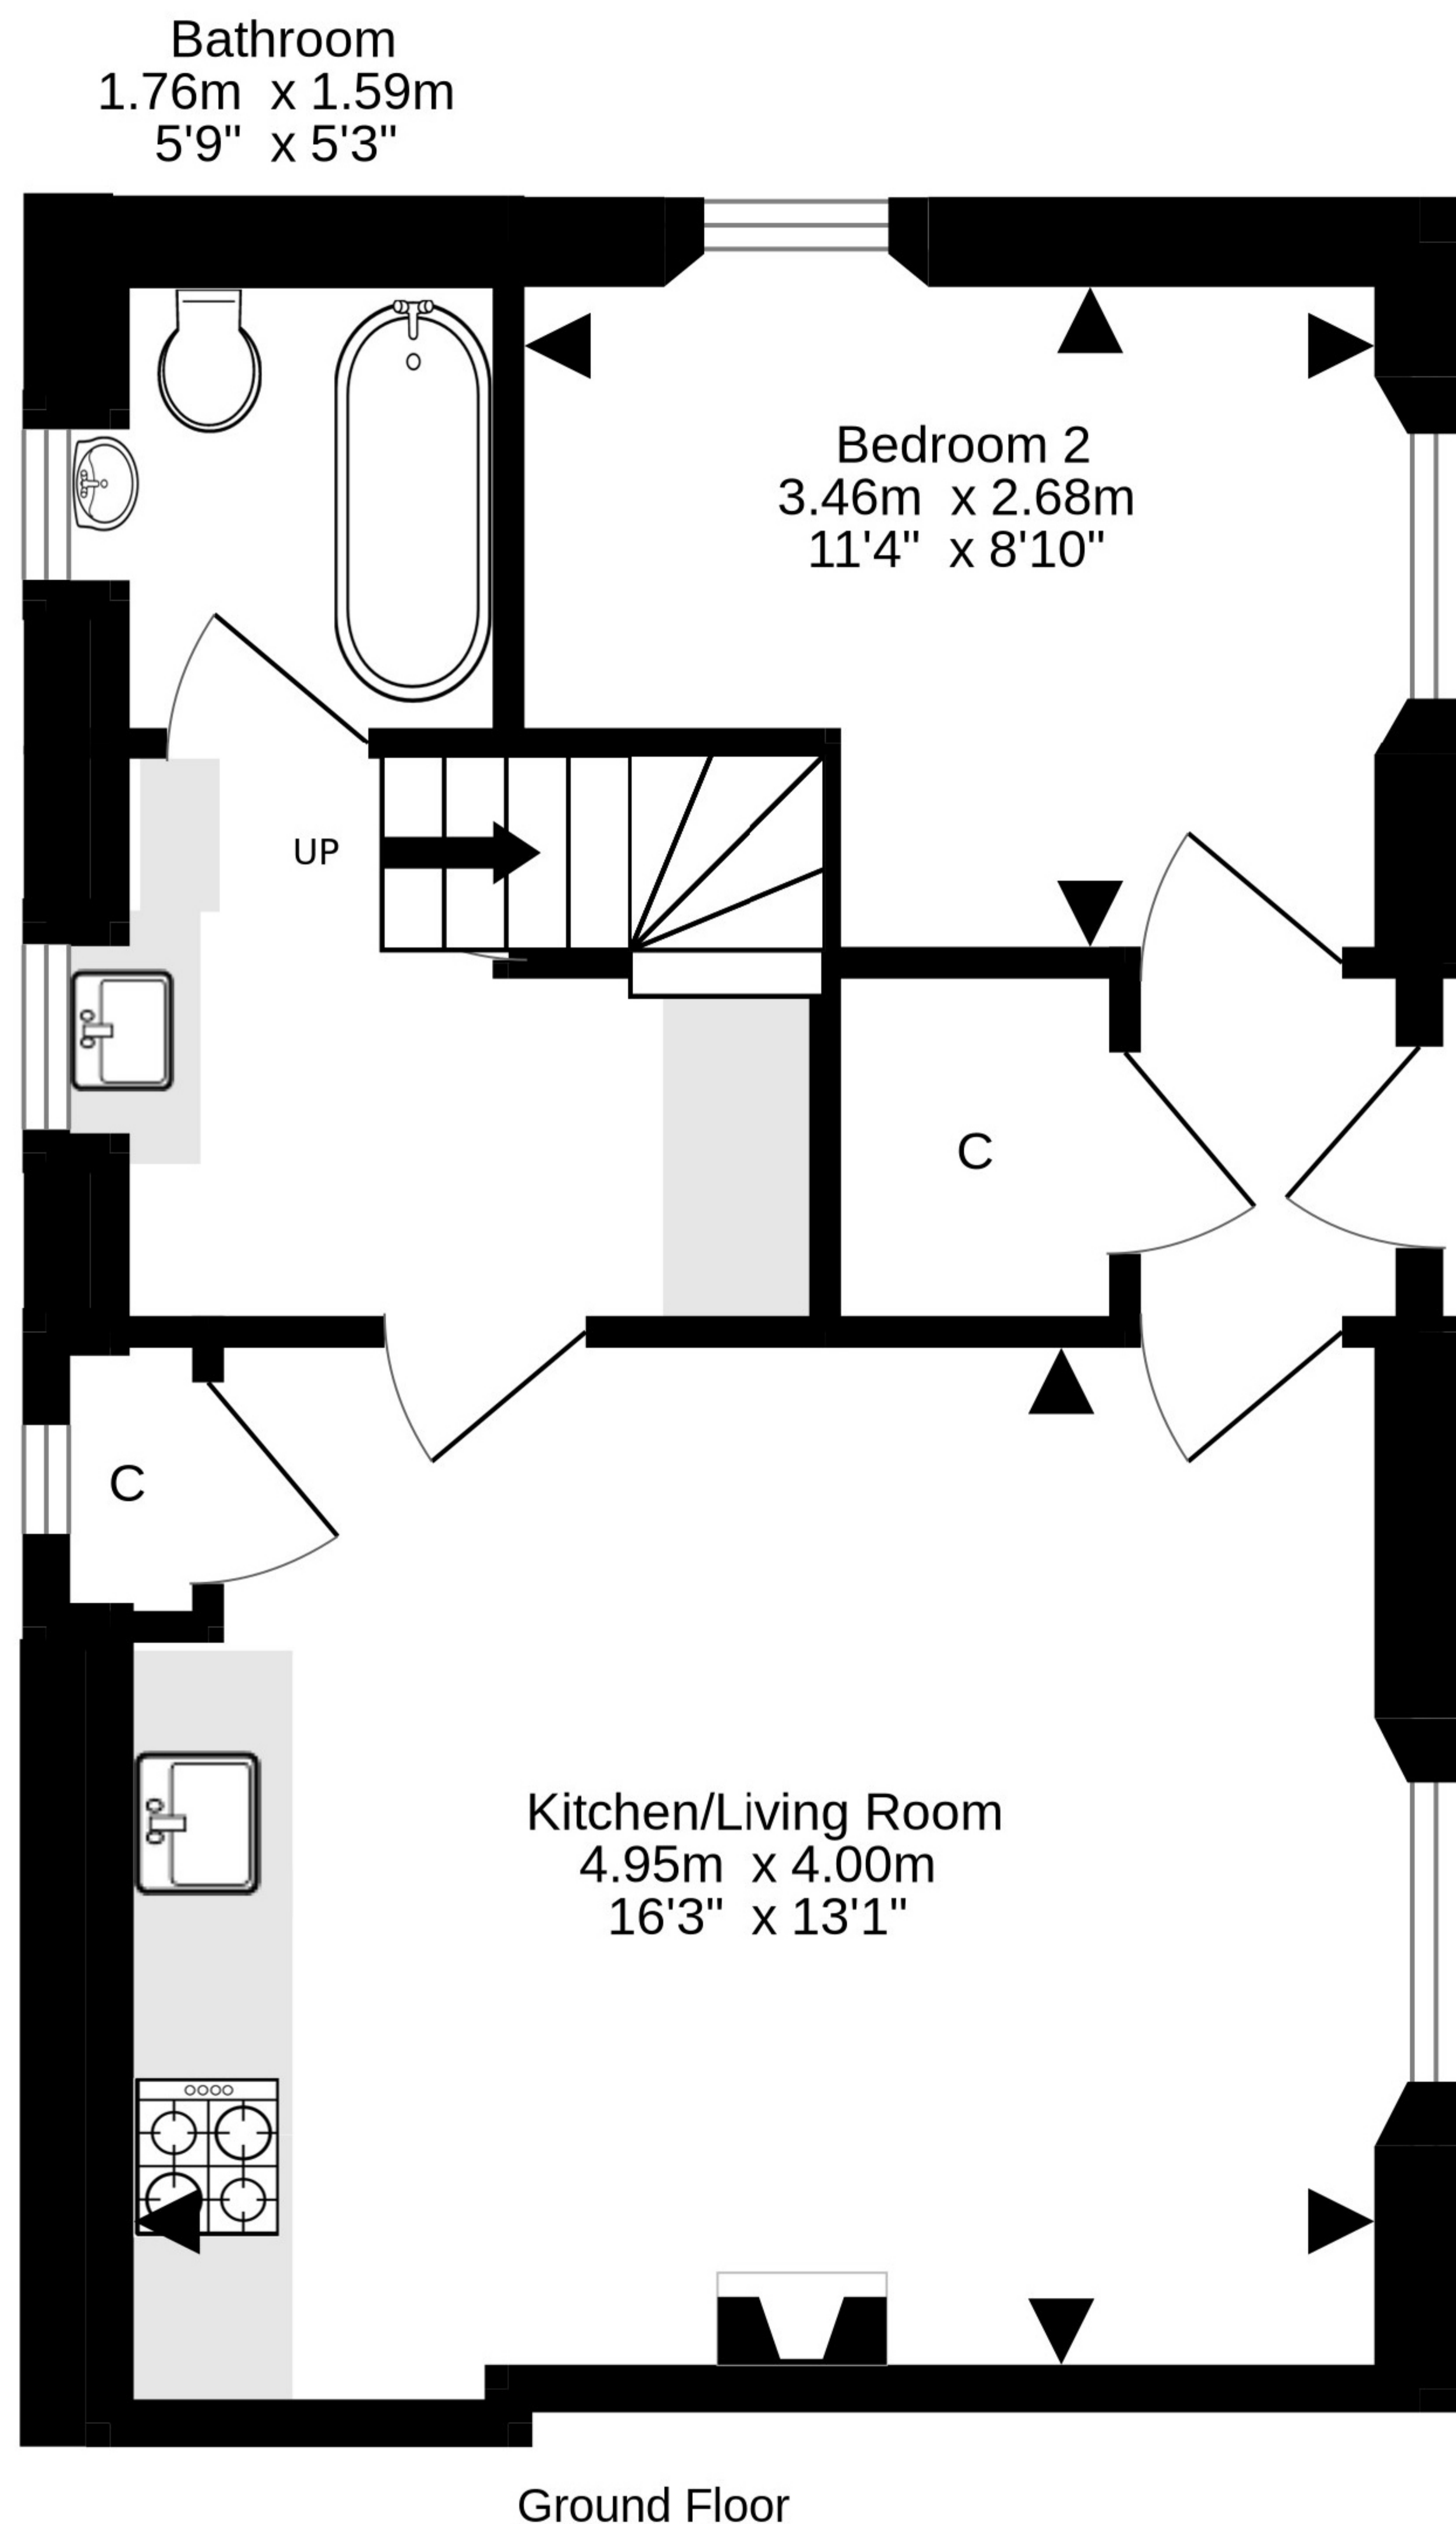 Bathroom
1.76m x 1.59m
5'9" x 5'3"
Bedroom 2
3.46m x 2.68m
11'4" x 8'10"
UP
C
C
Kitchen/Living Room
4.95m x 4.00m
16'3" x 13'1"
Ground Floor